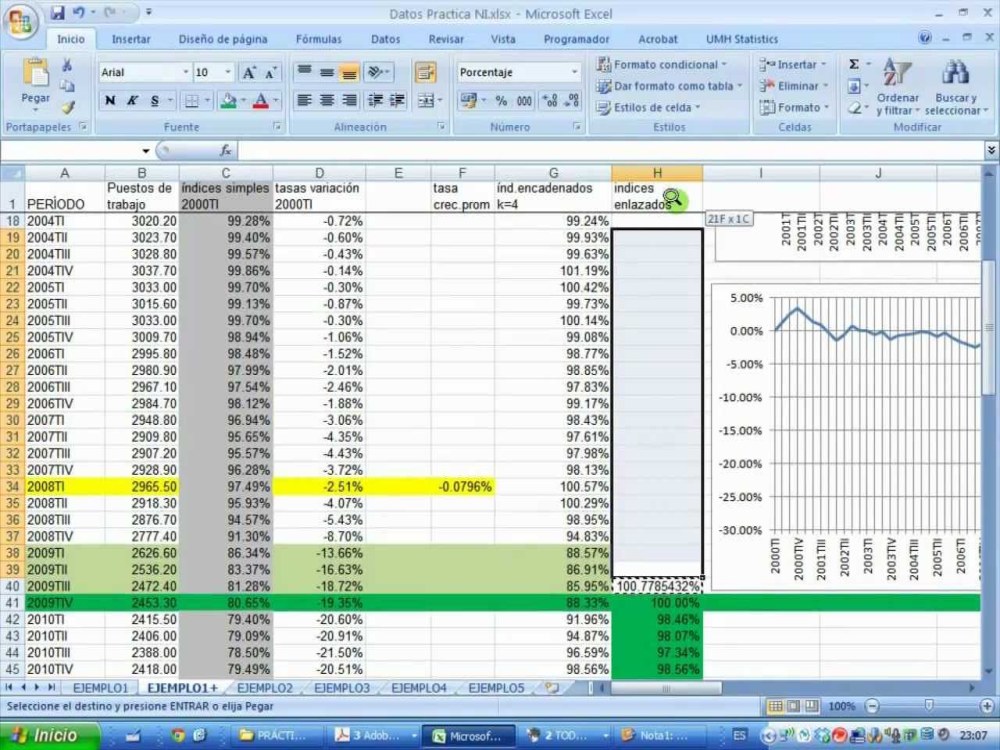 Datos Practica NI.xlsx - Microsoft Excel
Inicio Insertar Diseño de página Fórmulas Datos Revisar Vista Programador Acrobat UMH Statistics
Arial 10 A A Porcentaje Formato condicional Insertar Σ
Pegar N K S A % 000 Dar formato como tabla Eliminar Ordenar y filtrar Buscar y seleccionar
Estilos de celda Formato
Portapapeles Fuente Alineación Número Estilos Celdas Modificar
fx
A B C D E F G H I J
1 PERÍODO Puestos de trabajo índices simples 2000TI tasas variación 2000TI tasa crec.prom índ.encadenados k=4 indices enlazados
18 2004TI 3020.20 99.28% -0.72% 99.24%
19 2004TII 3023.70 99.40% -0.60% 99.93%
20 2004TIII 3028.80 99.57% -0.43% 99.63%
21 2004TIV 3037.70 99.86% -0.14% 101.19%
22 2005TI 3033.00 99.70% -0.30% 100.42%
23 2005TII 3015.60 99.13% -0.87% 99.73%
24 2005TIII 3033.00 99.70% -0.30% 100.14%
25 2005TIV 3009.70 98.94% -1.06% 99.08%
26 2006TI 2995.80 98.48% -1.52% 98.77%
27 2006TII 2980.90 97.99% -2.01% 98.85%
28 2006TIII 2967.10 97.54% -2.46% 97.83%
29 2006TIV 2984.70 98.12% -1.88% 99.17%
30 2007TI 2948.80 96.94% -3.06% 98.43%
31 2007TII 2909.80 95.65% -4.35% 97.61%
32 2007TIII 2907.20 95.57% -4.43% 97.98%
33 2007TIV 2928.90 96.28% -3.72% 98.13%
34 2008TI 2965.50 97.49% -2.51% -0.0796% 100.57%
35 2008TII 2918.30 95.93% -4.07% 100.29%
36 2008TIII 2876.70 94.57% -5.43% 98.95%
37 2008TIV 2777.40 91.30% -8.70% 94.83%
38 2009TI 2626.60 86.34% -13.66% 88.57%
39 2009TII 2536.20 83.37% -16.63% 86.91%
40 2009TIII 2472.40 81.28% -18.72% 85.95% 100.7785432%
41 2009TIV 2453.30 80.65% -19.35% 88.33% 100.00%
42 2010TI 2415.50 79.40% -20.60% 91.96% 98.46%
43 2010TII 2406.00 79.09% -20.91% 94.87% 98.07%
44 2010TIII 2388.00 78.50% -21.50% 96.59% 97.34%
45 2010TIV 2418.00 79.49% -20.51% 98.56% 98.56%
21F x 1C
2001TI 2001TII 2002TI 2002TIII 2003TI 2003TIV 2004TIII 2005TII 2006TI
5.00%
0.00%
-5.00%
-10.00%
-15.00%
-20.00%
-25.00%
-30.00%
2000TI 2000TIV 2001TIII 2002TII 2003TI 2003TIV 2004TIII 2005TII 2006TI
EJEMPLO1 EJEMPLO1+ EJEMPLO2 EJEMPLO3 EJEMPLO4 EJEMPLO5
Seleccione el destino y presione ENTRAR o elija Pegar 100%
Inicio PRÁCTI... 3 Adob... Microsof... 2 TOD... Nota1: ... ES 23:07